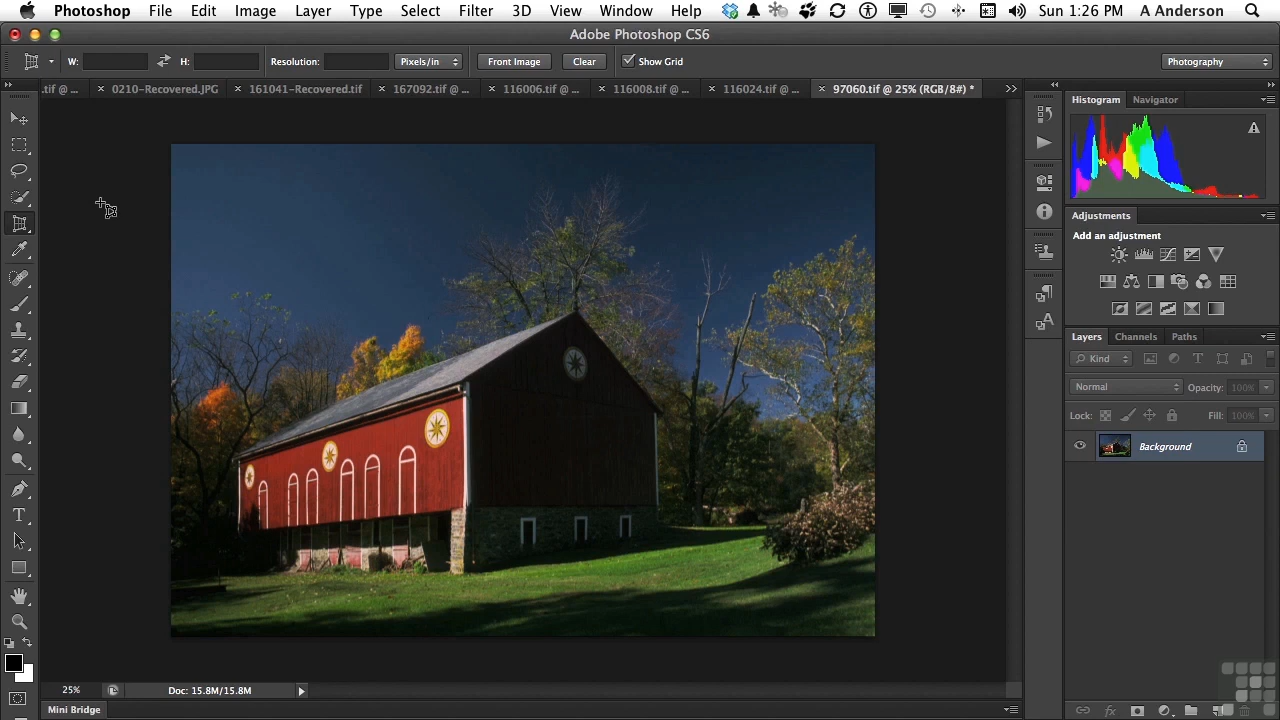 Photoshop File Edit Image Layer Type Select Filter 3D View Window Help Sun 1:26 PM A Anderson
Adobe Photoshop CS6
W: H: Resolution: Pixels/in Front Image Clear Show Grid Photography
.tif @ ... 0210-Recovered.JPG 161041-Recovered.tif 167092.tif @ ... 116006.tif @ ... 116008.tif @ ... 116024.tif @ ... 97060.tif @ 25% (RGB/8#) *
Histogram Navigator
Adjustments
Add an adjustment
Layers Channels Paths
Kind
Normal Opacity: 100%
Lock: Fill: 100%
Background
25% Doc: 15.8M/15.8M
Mini Bridge